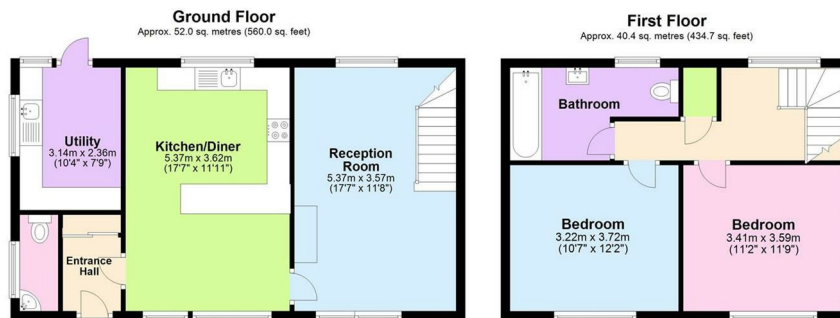 Ground Floor
Approx. 52.0 sq. metres (560.0 sq. feet)
Utility
3.14m x 2.36m
(10'4" x 7'9")
Kitchen/Diner
5.37m x 3.62m
(17'7" x 11'11")
Reception
Room
5.37m x 3.57m
(17'7" x 11'8")
Entrance
Hall
First Floor
Approx. 40.4 sq. metres (434.7 sq. feet)
Bathroom
Bedroom
3.22m x 3.72m
(10'7" x 12'2")
Bedroom
3.41m x 3.59m
(11'2" x 11'9")